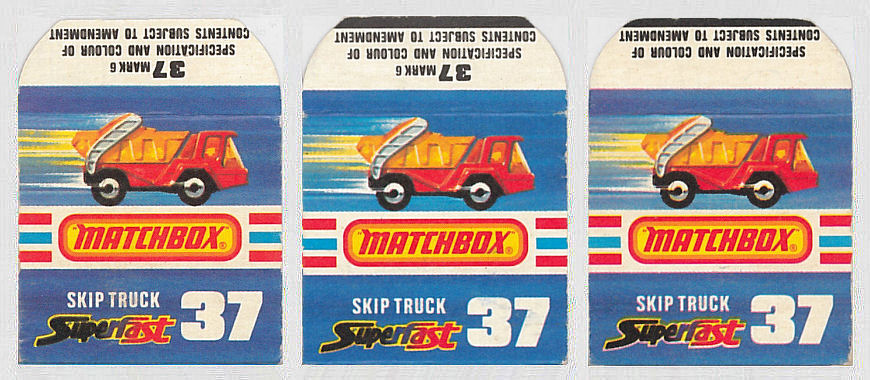 37 MARK 6
SPECIFICATION AND COLOUR OF
CONTENTS SUBJECT TO AMENDMENT
"MATCHBOX"®
SKIP TRUCK
Superfast 37
37 MARK 6
SPECIFICATION AND COLOUR OF
CONTENTS SUBJECT TO AMENDMENT
"MATCHBOX"®
SKIP TRUCK
Superfast 37
SPECIFICATION AND COLOUR OF
CONTENTS SUBJECT TO AMENDMENT
"MATCHBOX"®
SKIP TRUCK
Superfast 37